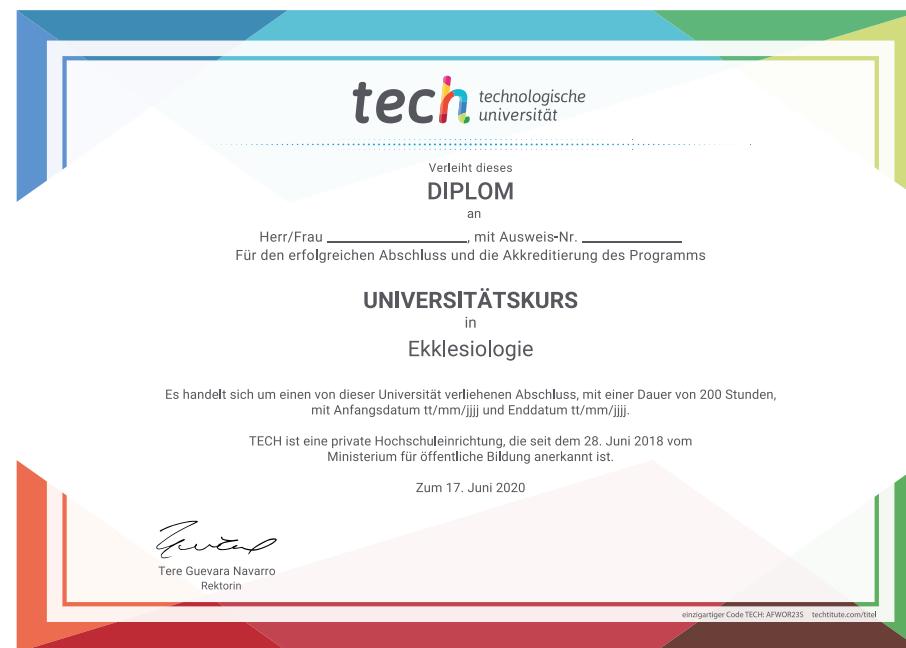 tech technologische
universität
Verleiht dieses
DIPLOM
an
Herr/Frau ____________________, mit Ausweis-Nr. ______________
Für den erfolgreichen Abschluss und die Akkreditierung des Programms
UNIVERSITÄTSKURS
in
Ekklesiologie
Es handelt sich um einen von dieser Universität verliehenen Abschluss, mit einer Dauer von 200 Stunden,
mit Anfangsdatum tt/mm/jjjj und Enddatum tt/mm/jjjj.
TECH ist eine private Hochschuleinrichtung, die seit dem 28. Juni 2018 vom
Ministerium für öffentliche Bildung anerkannt ist.
Zum 17. Juni 2020
Tere Guevara Navarro
Rektorin
einzigartiger Code TECH: AFWOR23S techtitute.com/titel